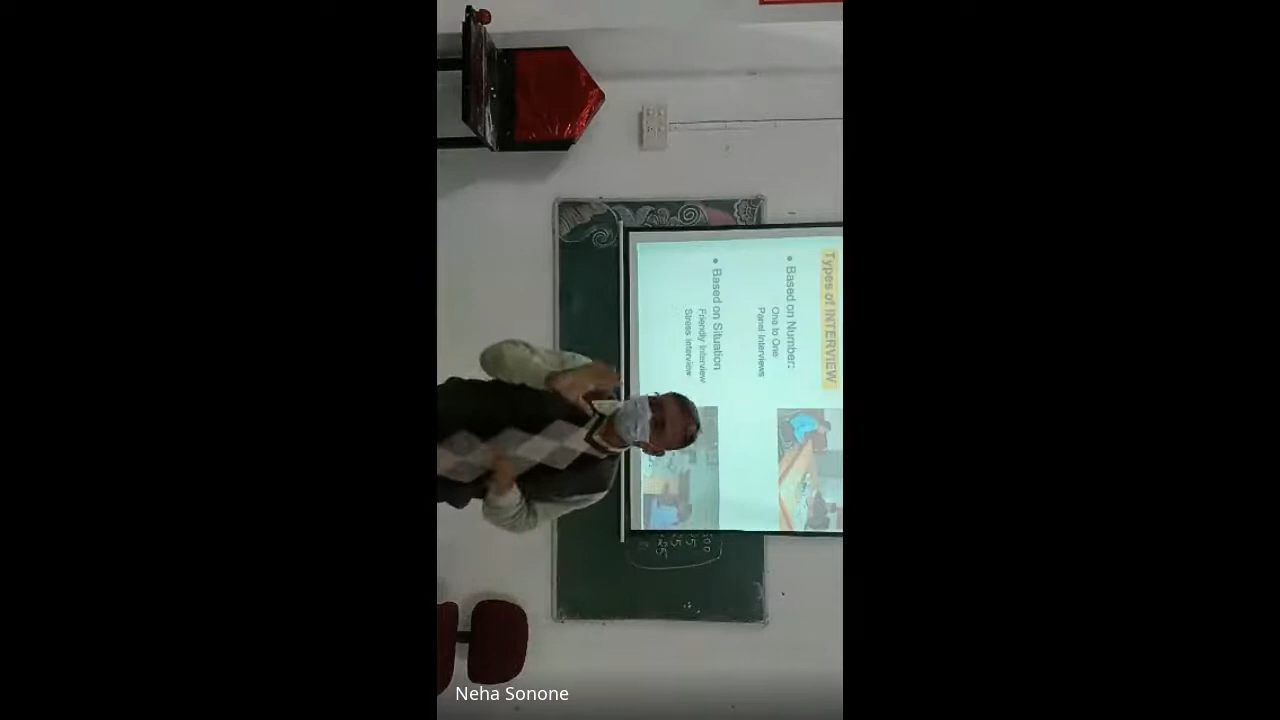 Types of INTERVIEW
• Based on Number:
One to One
Panel Interviews
• Based on Situation
Friendly Interview
Stress Interview
Neha Sonone